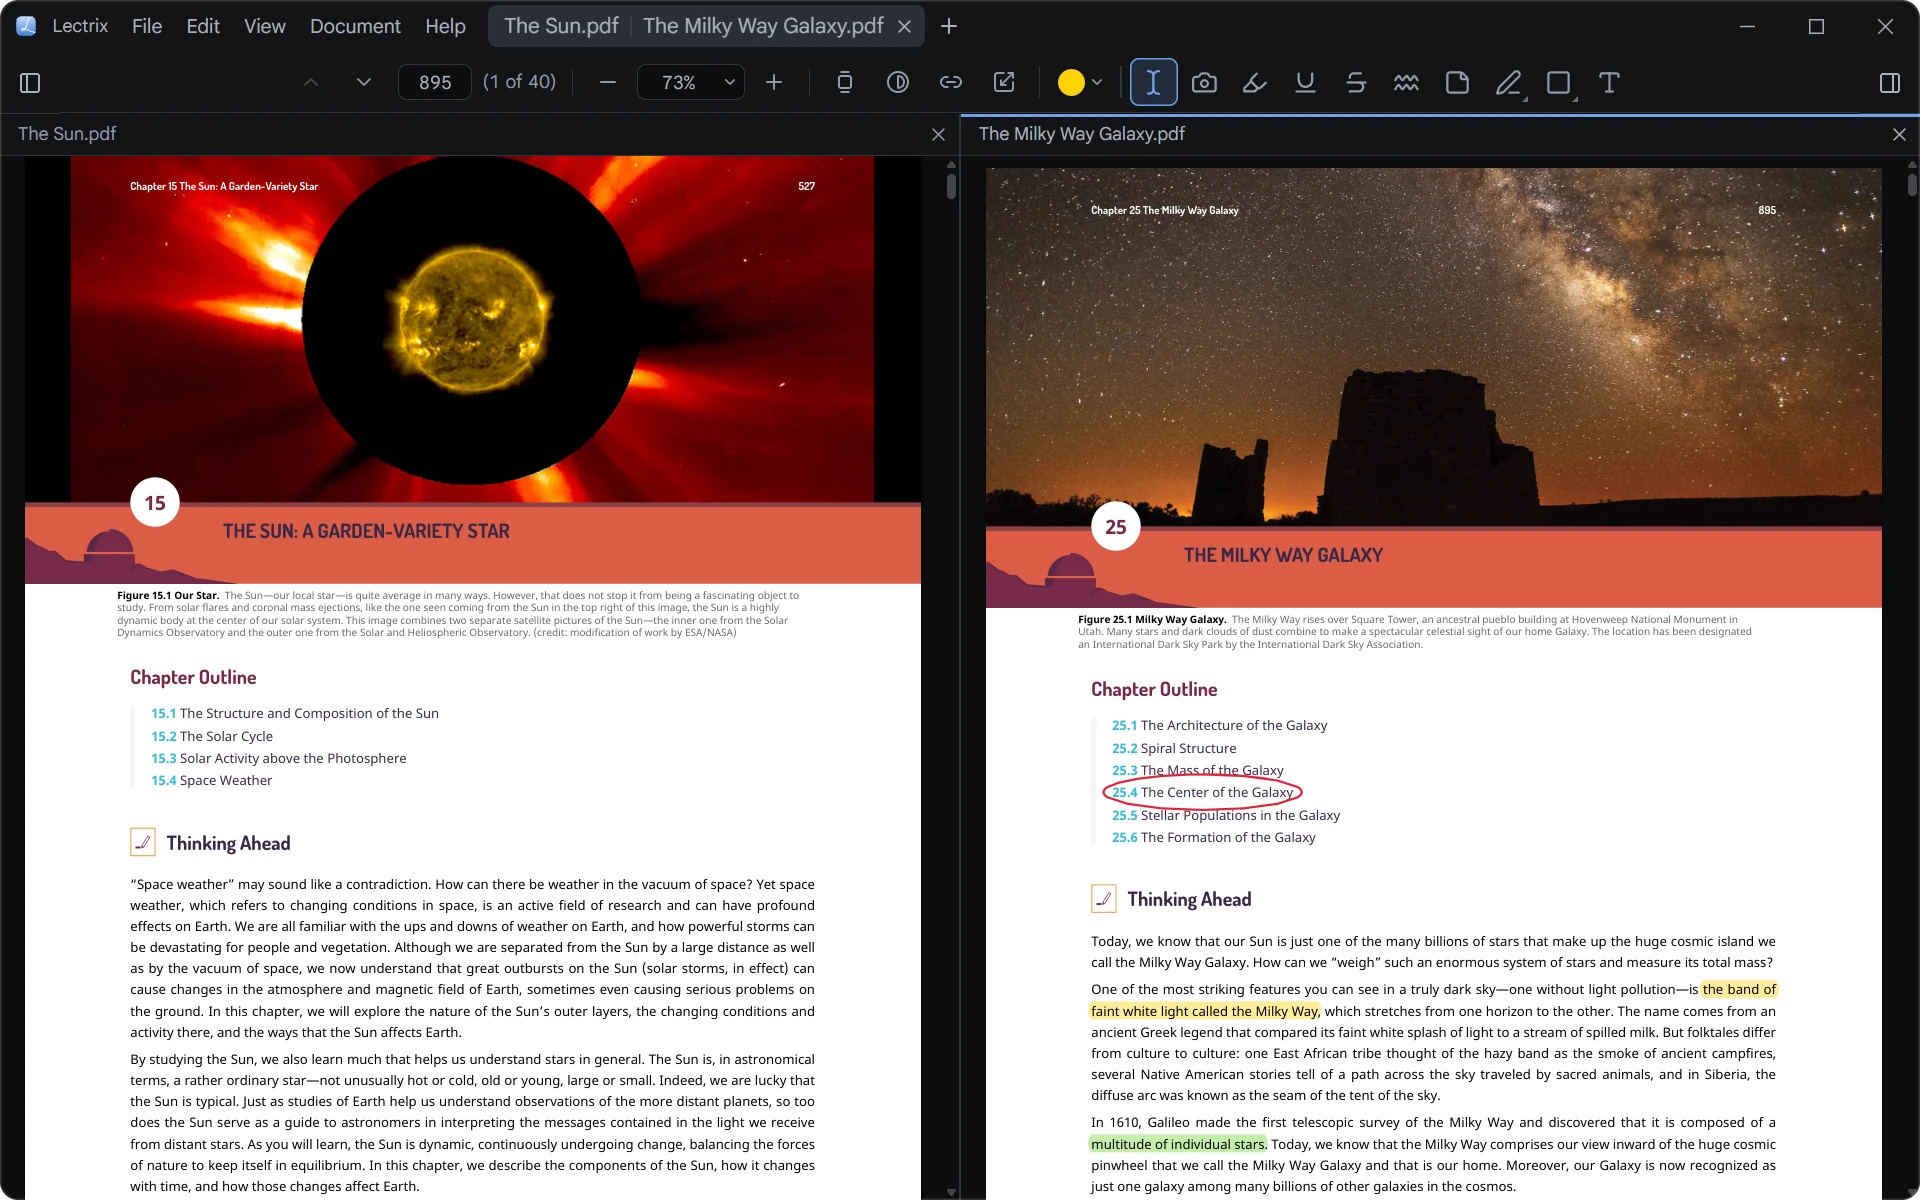 Lectrix File Edit View Document Help The Sun.pdf The Milky Way Galaxy.pdf
895 (1 of 40) 73%
The Sun.pdf
Chapter 15 The Sun: A Garden-Variety Star 527
15
THE SUN: A GARDEN-VARIETY STAR
Figure 15.1 Our Star. The Sun—our local star—is quite average in many ways. However, that does not stop it from being a fascinating object to
study. From solar flares and coronal mass ejections, like the one seen coming from the Sun in the top right of this image, the Sun is a highly
dynamic body at the center of our solar system. This image combines two separate satellite pictures of the Sun—the inner one from the Solar
Dynamics Observatory and the outer one from the Solar and Heliospheric Observatory. (credit: modification of work by ESA/NASA)
Chapter Outline
15.1 The Structure and Composition of the Sun
15.2 The Solar Cycle
15.3 Solar Activity above the Photosphere
15.4 Space Weather
Thinking Ahead
“Space weather” may sound like a contradiction. How can there be weather in the vacuum of space? Yet space
weather, which refers to changing conditions in space, is an active field of research and can have profound
effects on Earth. We are all familiar with the ups and downs of weather on Earth, and how powerful storms can
be devastating for people and vegetation. Although we are separated from the Sun by a large distance as well
as by the vacuum of space, we now understand that great outbursts on the Sun (solar storms, in effect) can
cause changes in the atmosphere and magnetic field of Earth, sometimes even causing serious problems on
the ground. In this chapter, we will explore the nature of the Sun’s outer layers, the changing conditions and
activity there, and the ways that the Sun affects Earth.
By studying the Sun, we also learn much that helps us understand stars in general. The Sun is, in astronomical
terms, a rather ordinary star—not unusually hot or cold, old or young, large or small. Indeed, we are lucky that
the Sun is typical. Just as studies of Earth help us understand observations of the more distant planets, so too
does the Sun serve as a guide to astronomers in interpreting the messages contained in the light we receive
from distant stars. As you will learn, the Sun is dynamic, continuously undergoing change, balancing the forces
of nature to keep itself in equilibrium. In this chapter, we describe the components of the Sun, how it changes
with time, and how those changes affect Earth.
The Milky Way Galaxy.pdf
Chapter 25 The Milky Way Galaxy 895
25
THE MILKY WAY GALAXY
Figure 25.1 Milky Way Galaxy. The Milky Way rises over Square Tower, an ancestral pueblo building at Hovenweep National Monument in
Utah. Many stars and dark clouds of dust combine to make a spectacular celestial sight of our home Galaxy. The location has been designated
an International Dark Sky Park by the International Dark Sky Association.
Chapter Outline
25.1 The Architecture of the Galaxy
25.2 Spiral Structure
25.3 The Mass of the Galaxy
25.4 The Center of the Galaxy
25.5 Stellar Populations in the Galaxy
25.6 The Formation of the Galaxy
Thinking Ahead
Today, we know that our Sun is just one of the many billions of stars that make up the huge cosmic island we
call the Milky Way Galaxy. How can we “weigh” such an enormous system of stars and measure its total mass?
One of the most striking features you can see in a truly dark sky—one without light pollution—is the band of
faint white light called the Milky Way, which stretches from one horizon to the other. The name comes from an
ancient Greek legend that compared its faint white splash of light to a stream of spilled milk. But folktales differ
from culture to culture: one East African tribe thought of the hazy band as the smoke of ancient campfires,
several Native American stories tell of a path across the sky traveled by sacred animals, and in Siberia, the
diffuse arc was known as the seam of the tent of the sky.
In 1610, Galileo made the first telescopic survey of the Milky Way and discovered that it is composed of a
multitude of individual stars. Today, we know that the Milky Way comprises our view inward of the huge cosmic
pinwheel that we call the Milky Way Galaxy and that is our home. Moreover, our Galaxy is now recognized as
just one galaxy among many billions of other galaxies in the cosmos.